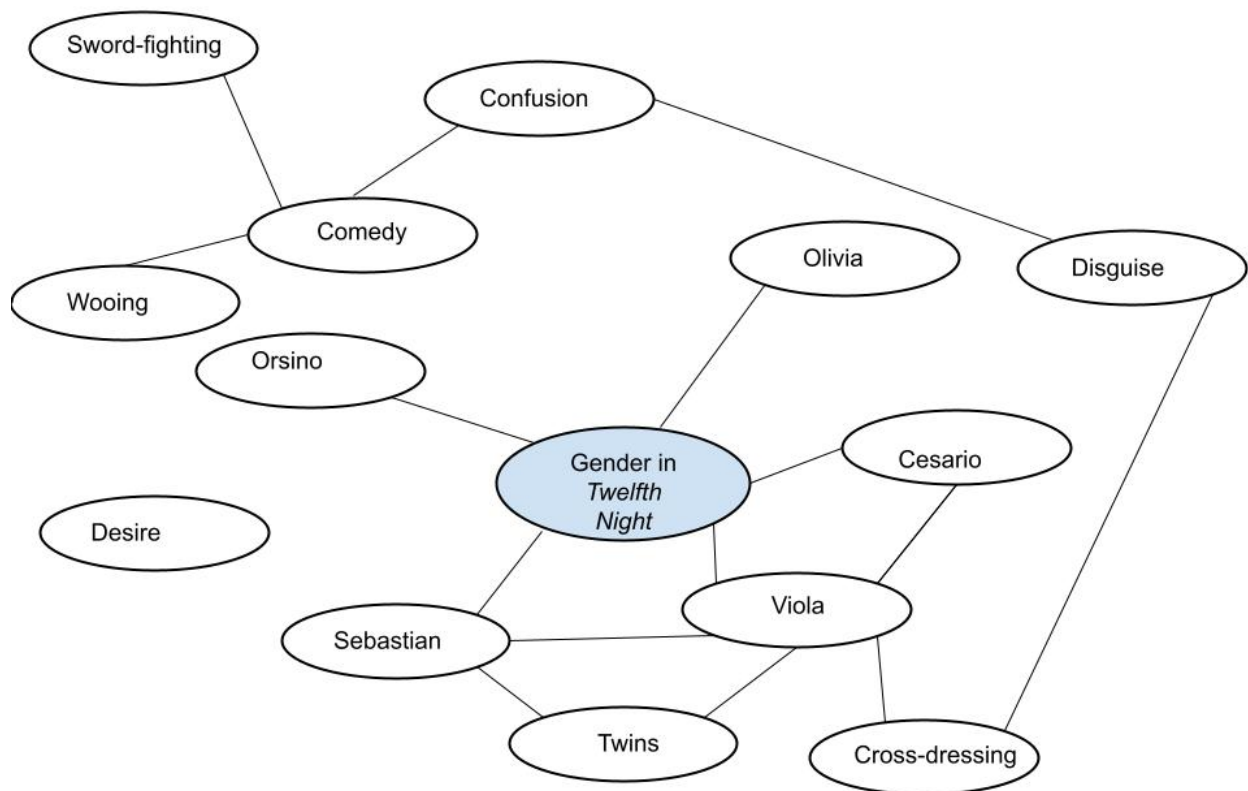 Sword-fighting
Confusion
Comedy
Olivia
Disguise
Wooing
Orsino
Gender in
Twelfth
Night
Cesario
Desire
Viola
Sebastian
Twins
Cross-dressing